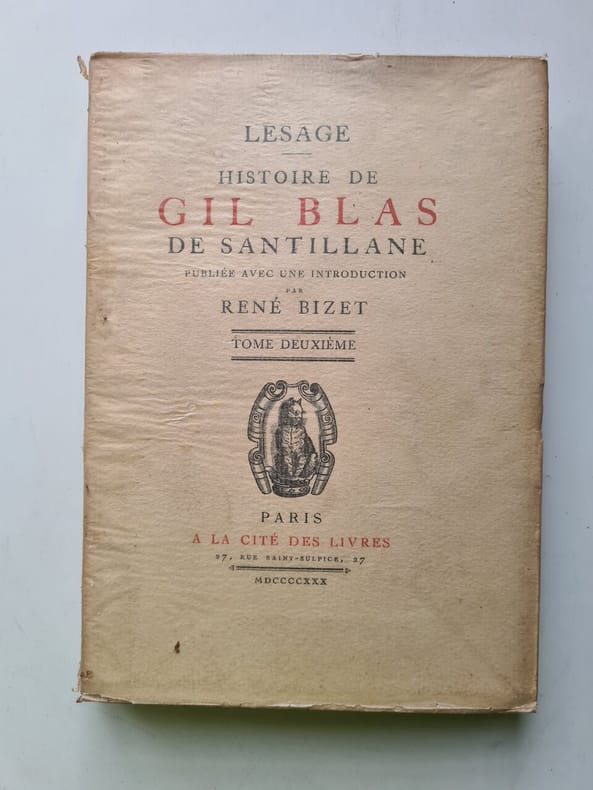 LESAGE
HISTOIRE DE
GIL BLAS
DE SANTILLANE
PUBLIÉE AVEC UNE INTRODUCTION
PAR
RENÉ BIZET
TOME DEUXIÈME
PARIS
A LA CITÉ DES LIVRES
27, RUE SAINT-SULPICE, 27
MDCCCCXXX